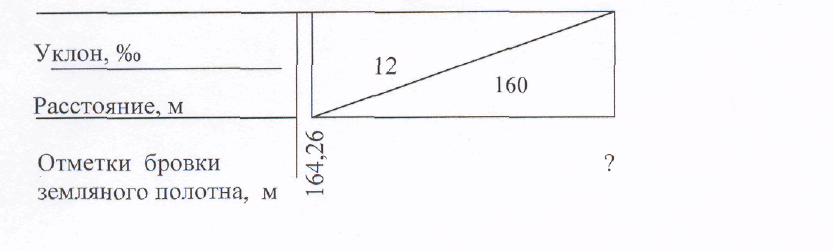 Уклон, ‰
12
160
Расстояние, м
164,26
Отметки бровки
?
земляного полотна, м